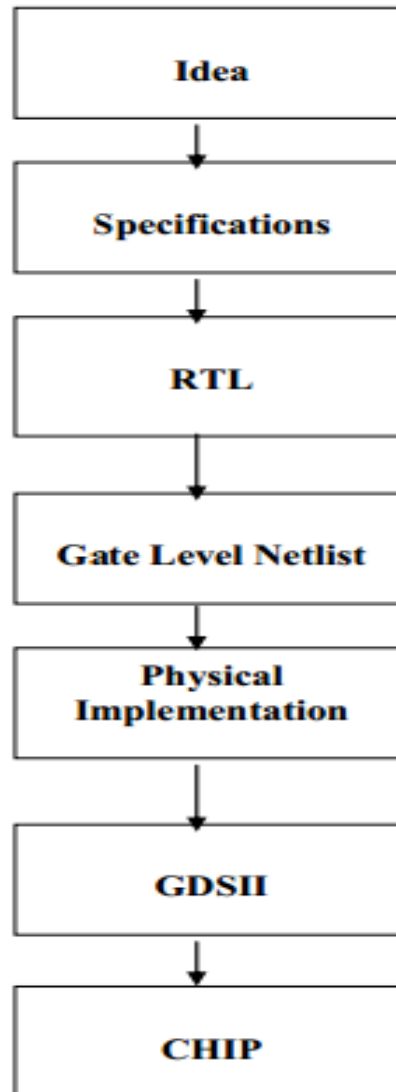 Idea
Specifications
RTL
Gate Level Netlist
Physical
Implementation
GDSII
CHIP